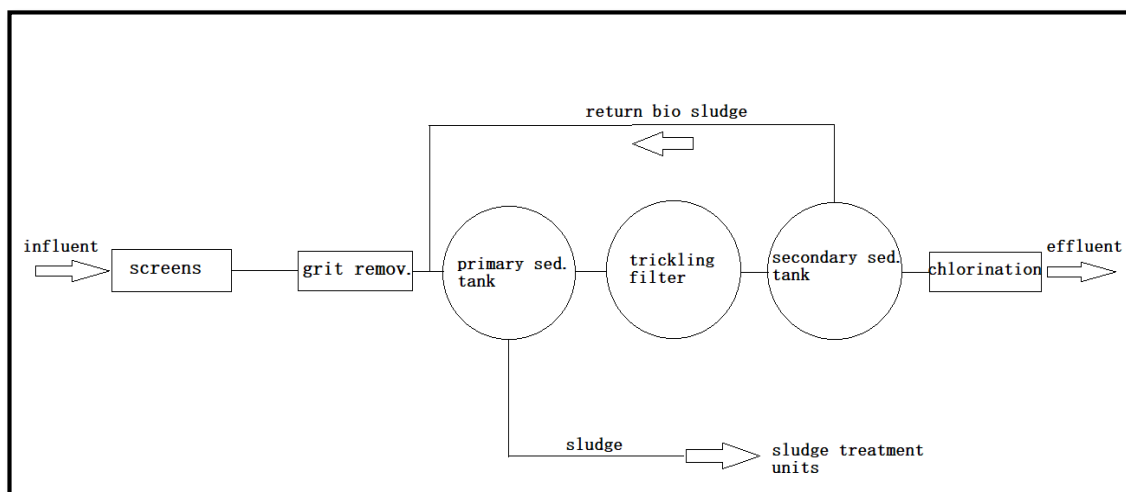 return bio sludge
influent
screens
grit remov.
primary sed.
tank
trickling
filter
secondary sed.
tank
chlorination
effluent
sludge
sludge treatment
units